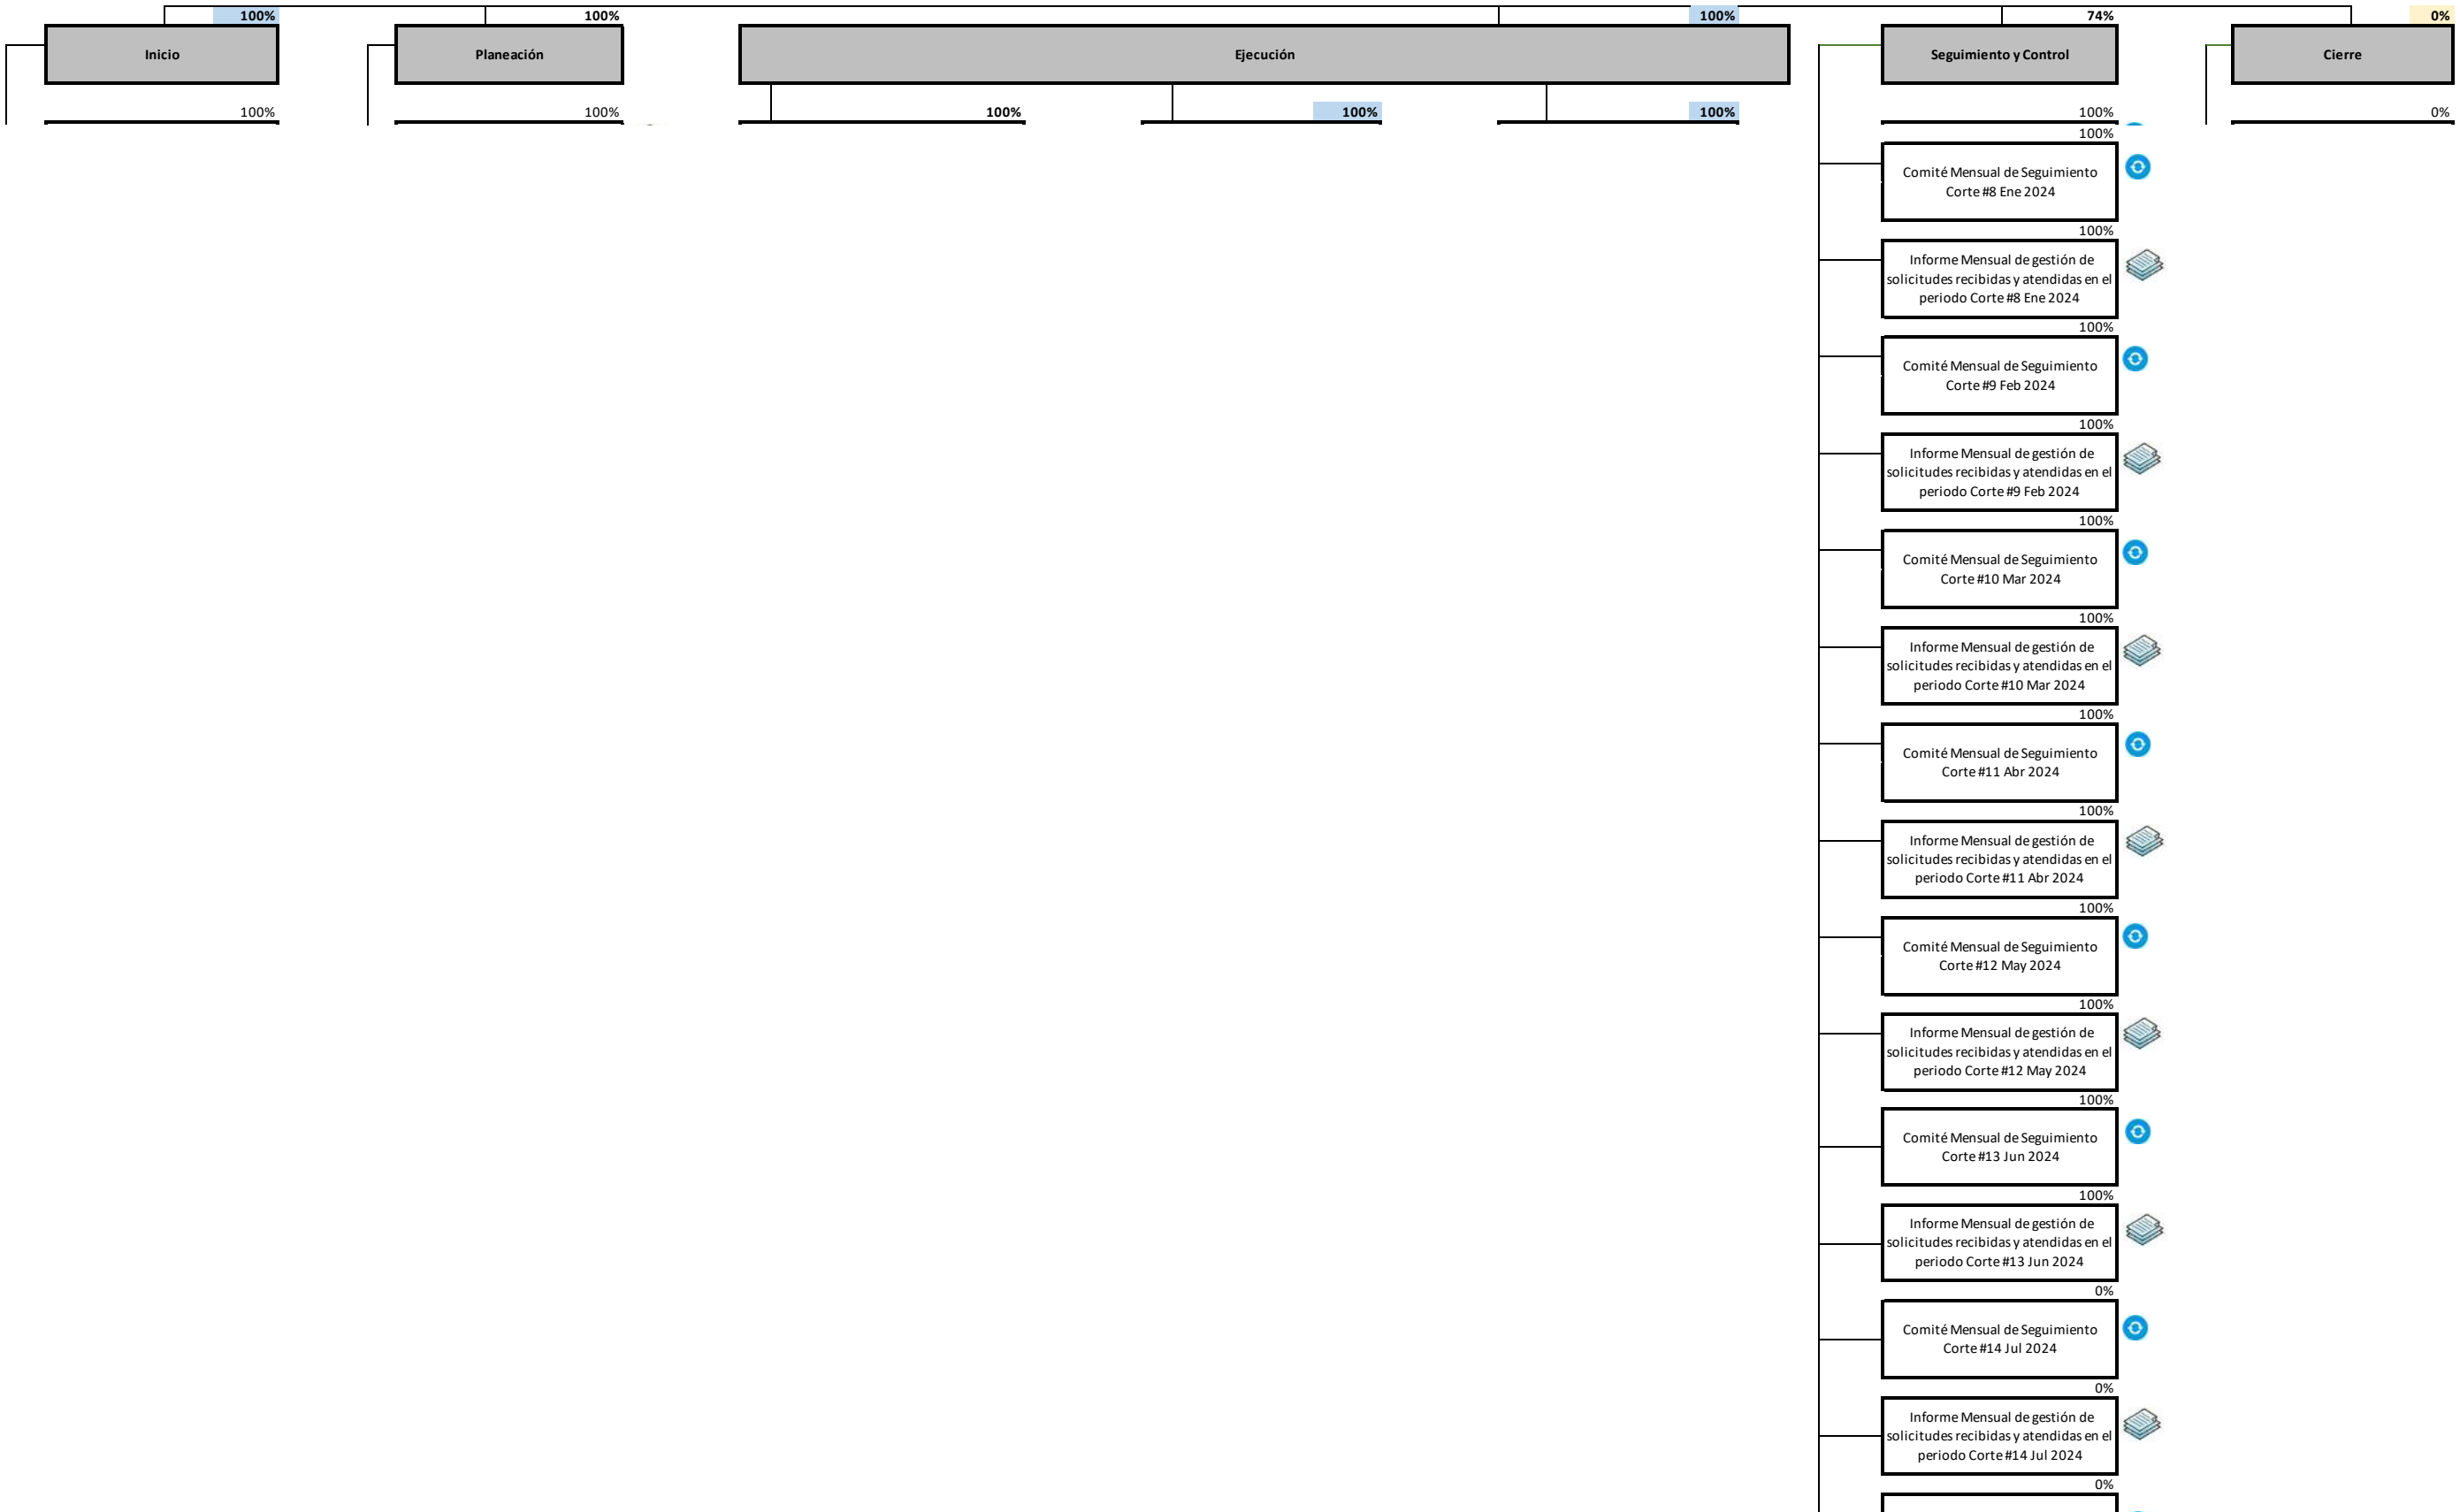 100%
100%
100%
74%
0%
Inicio
Planeación
Ejecución
Seguimiento y Control
Cierre
100%
100%
100%
100%
100%
100%
0%
100%
Comité Mensual de Seguimiento
Corte #8 Ene 2024
100%
Informe Mensual de gestión de
solicitudes recibidas y atendidas en el
periodo Corte #8 Ene 2024
100%
Comité Mensual de Seguimiento
Corte #9 Feb 2024
100%
Informe Mensual de gestión de
solicitudes recibidas y atendidas en el
periodo Corte #9 Feb 2024
100%
Comité Mensual de Seguimiento
Corte #10 Mar 2024
100%
Informe Mensual de gestión de
solicitudes recibidas y atendidas en el
periodo Corte #10 Mar 2024
100%
Comité Mensual de Seguimiento
Corte #11 Abr 2024
100%
Informe Mensual de gestión de
solicitudes recibidas y atendidas en el
periodo Corte #11 Abr 2024
100%
Comité Mensual de Seguimiento
Corte #12 May 2024
100%
Informe Mensual de gestión de
solicitudes recibidas y atendidas en el
periodo Corte #12 May 2024
100%
Comité Mensual de Seguimiento
Corte #13 Jun 2024
100%
Informe Mensual de gestión de
solicitudes recibidas y atendidas en el
periodo Corte #13 Jun 2024
0%
Comité Mensual de Seguimiento
Corte #14 Jul 2024
0%
Informe Mensual de gestión de
solicitudes recibidas y atendidas en el
periodo Corte #14 Jul 2024
0%